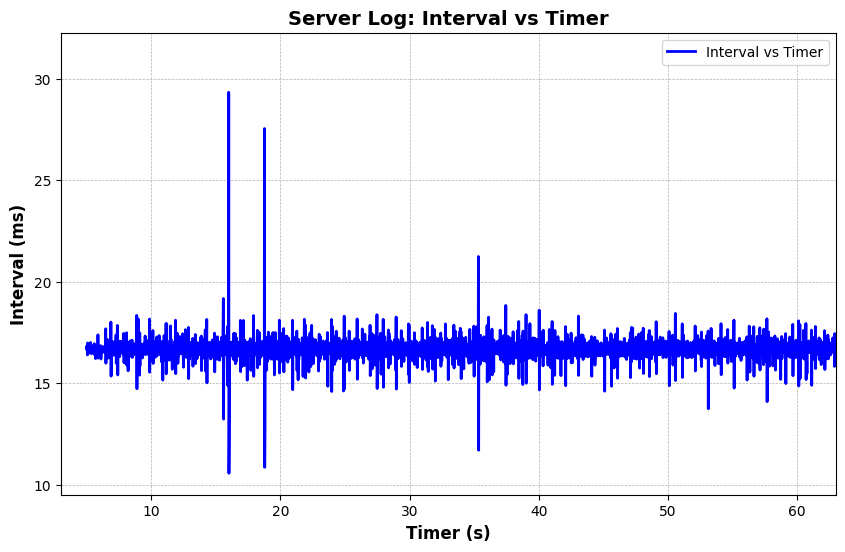 Server Log: Interval vs Timer
Interval vs Timer
30
25
20
15
10
Interval (ms)
10 20 30 40 50 60
Timer (s)